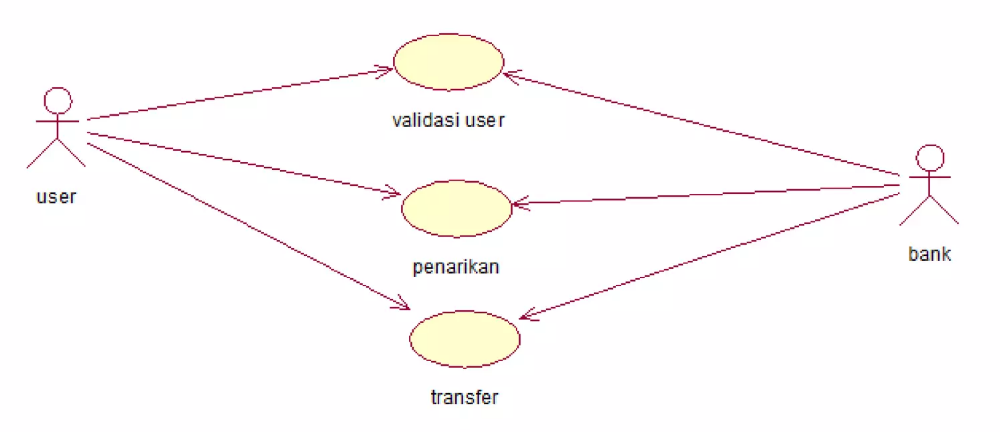 validasi user
user
penarikan
bank
transfer